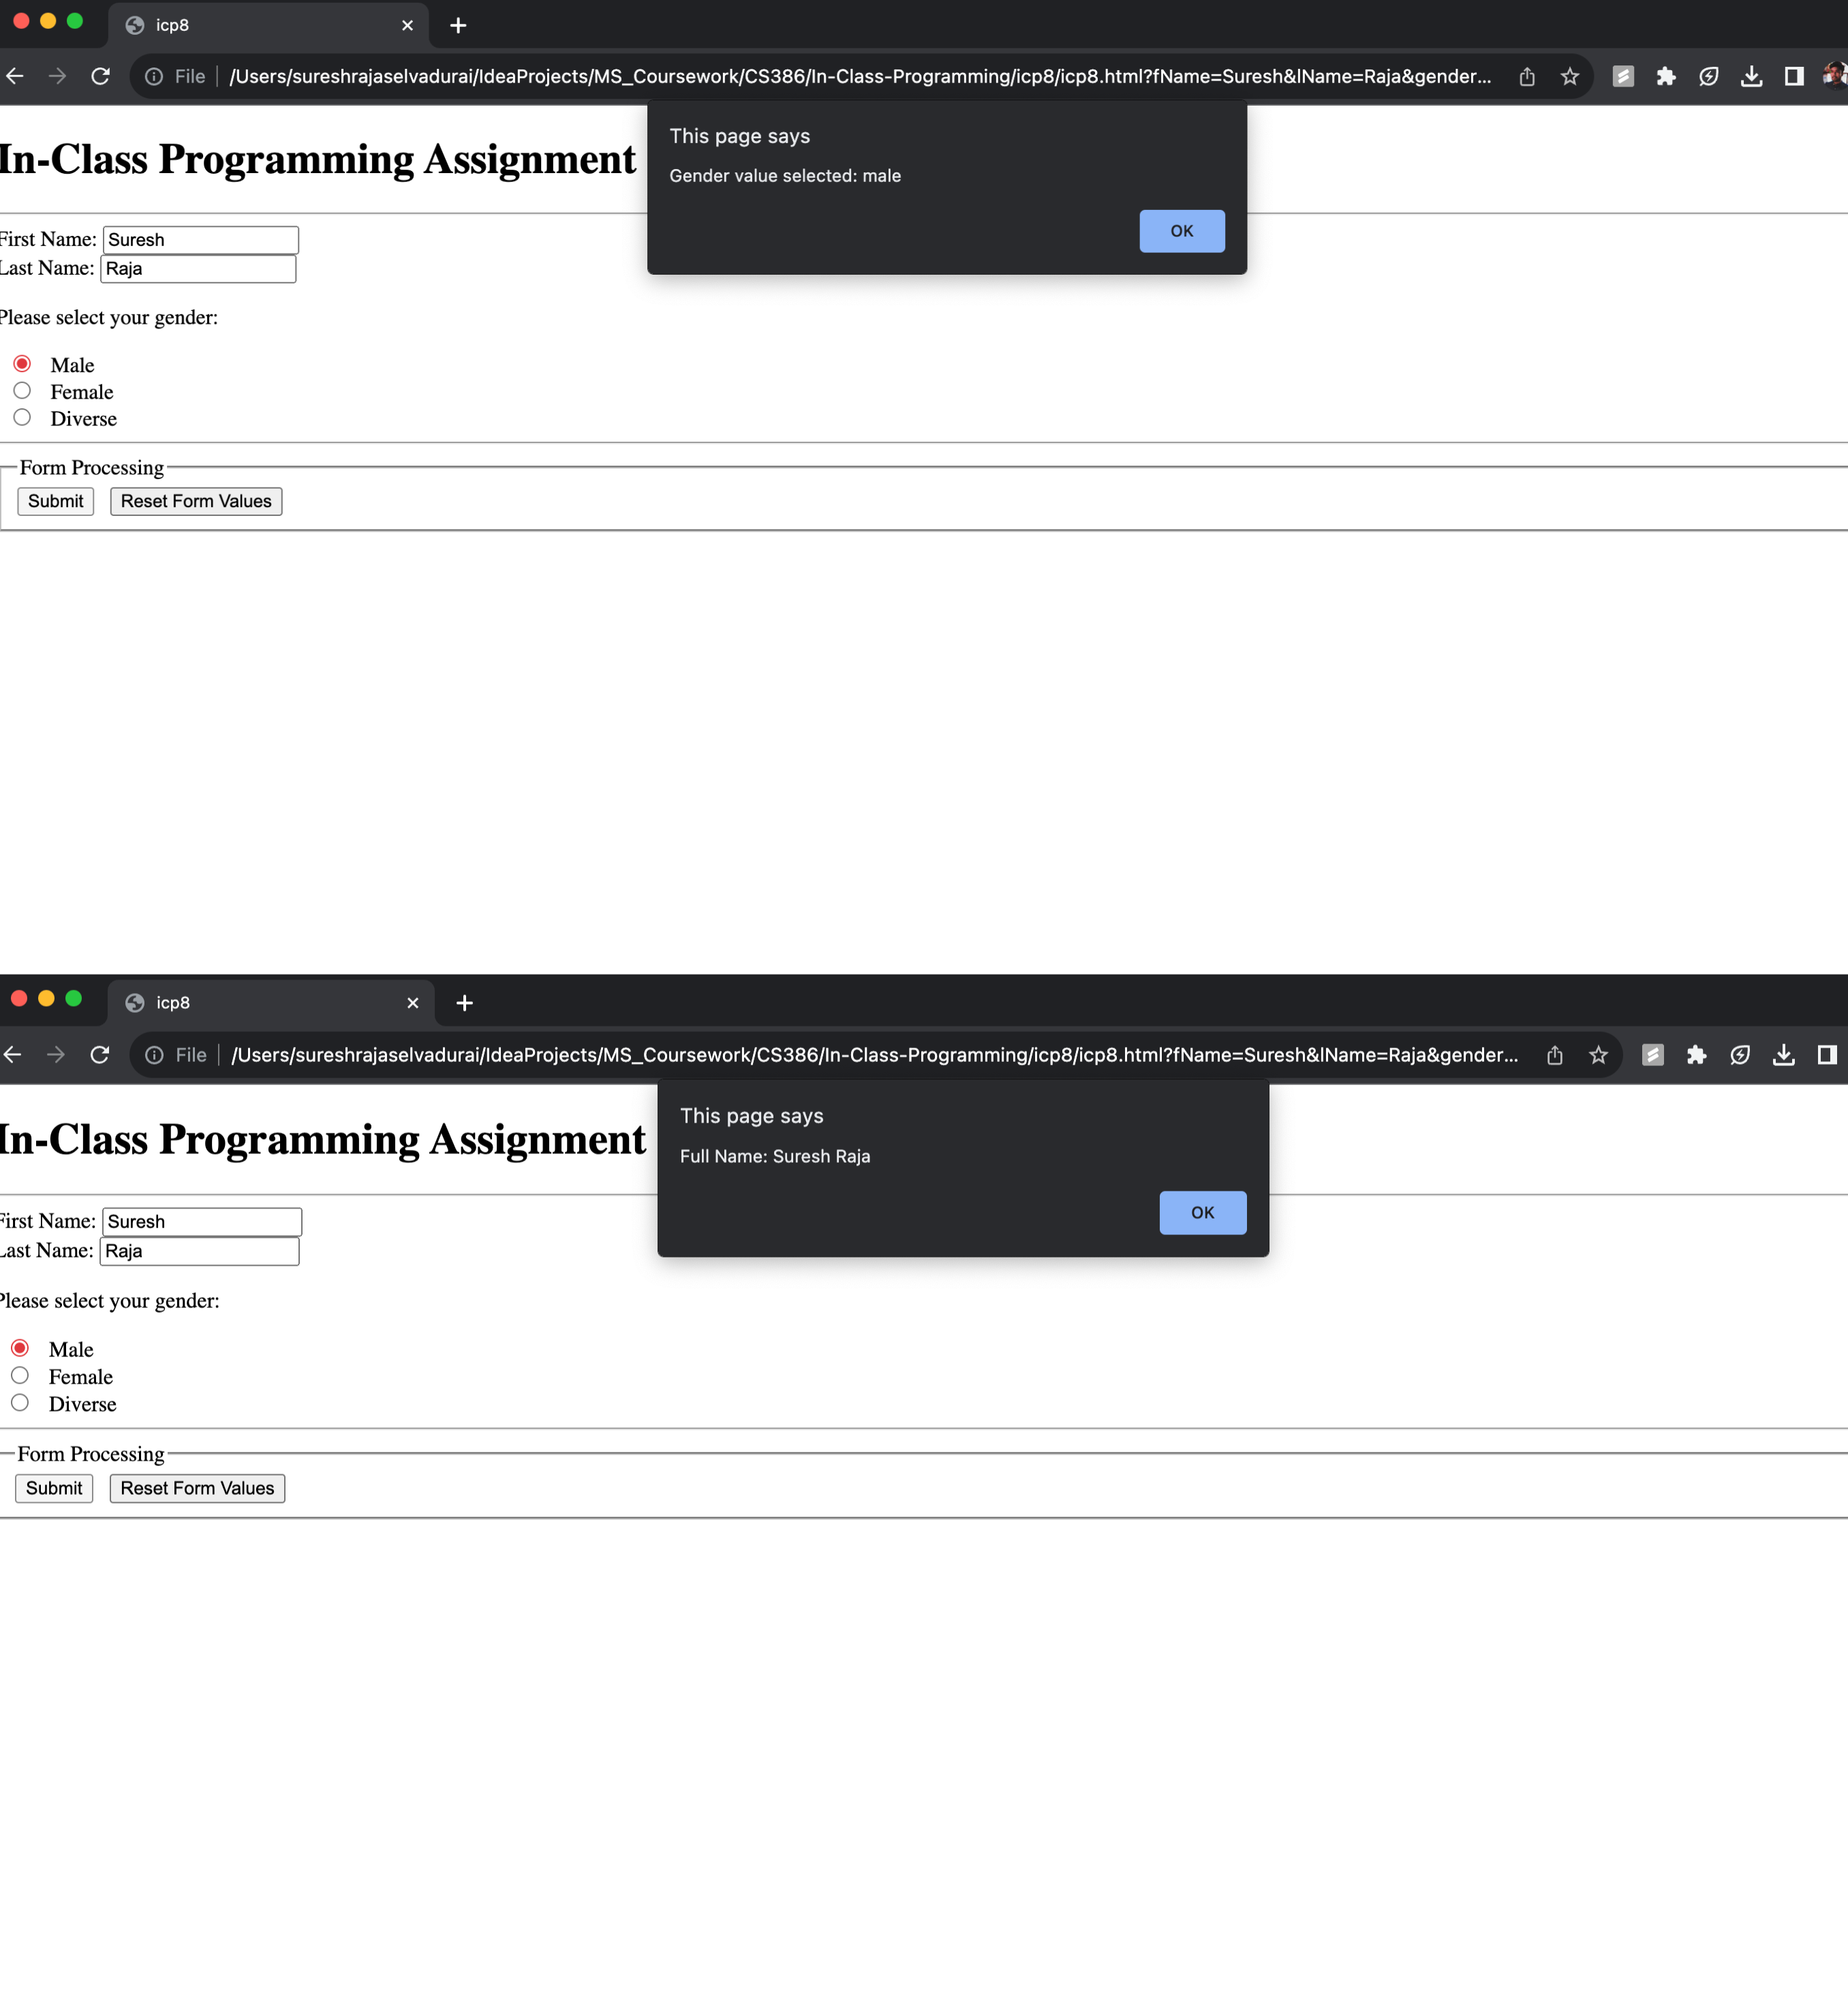 icp8
File /Users/sureshrajaselvadurai/IdeaProjects/MS_Coursework/CS386/In-Class-Programming/icp8/icp8.html?fName=Suresh&lName=Raja&gender...
This page says
Gender value selected: male
OK
In-Class Programming Assignment
First Name: Suresh
Last Name: Raja
Please select your gender:
Male
Female
Diverse
Form Processing
Submit Reset Form Values
icp8
File /Users/sureshrajaselvadurai/IdeaProjects/MS_Coursework/CS386/In-Class-Programming/icp8/icp8.html?fName=Suresh&lName=Raja&gender...
This page says
Full Name: Suresh Raja
OK
In-Class Programming Assignment
First Name: Suresh
Last Name: Raja
Please select your gender:
Male
Female
Diverse
Form Processing
Submit Reset Form Values